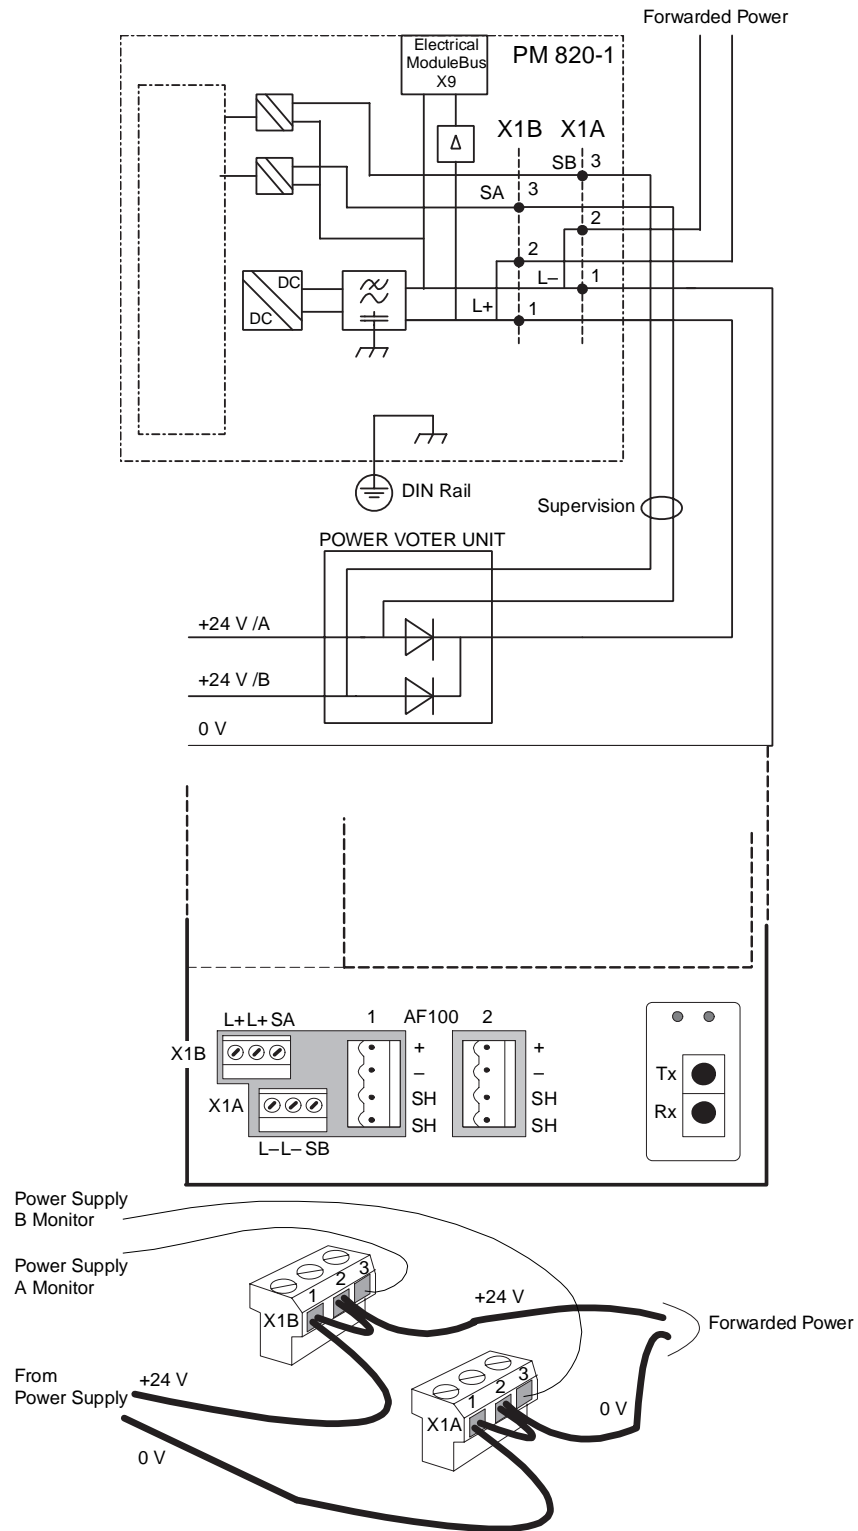 Forwarded Power
Electrical
ModuleBus
X9
PM 820-1
X1B X1A
Δ
SB 3
SA 3
2
2
L– 1
L+ 1
DC
DC
DIN Rail
Supervision
POWER VOTER UNIT
+24 V /A
+24 V /B
0 V
L+ L+ SA 1 AF100 2
X1B
+
–
SH
SH
+
–
SH
SH
X1A
L– L– SB
Tx
Rx
Power Supply
B Monitor
Power Supply
A Monitor
1 2 3
X1B
+24 V
Forwarded Power
From
Power Supply
+24 V
1 2 3
X1A
0 V
0 V